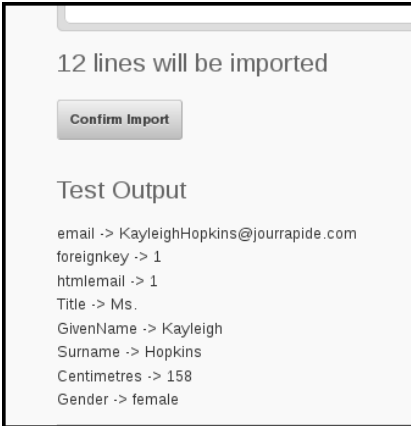 12 lines will be imported
Confirm Import
Test Output
email -> KayleighHopkins@jourrapide.com
foreignkey -> 1
htmlemail -> 1
Title -> Ms.
GivenName -> Kayleigh
Surname -> Hopkins
Centimetres -> 158
Gender -> female